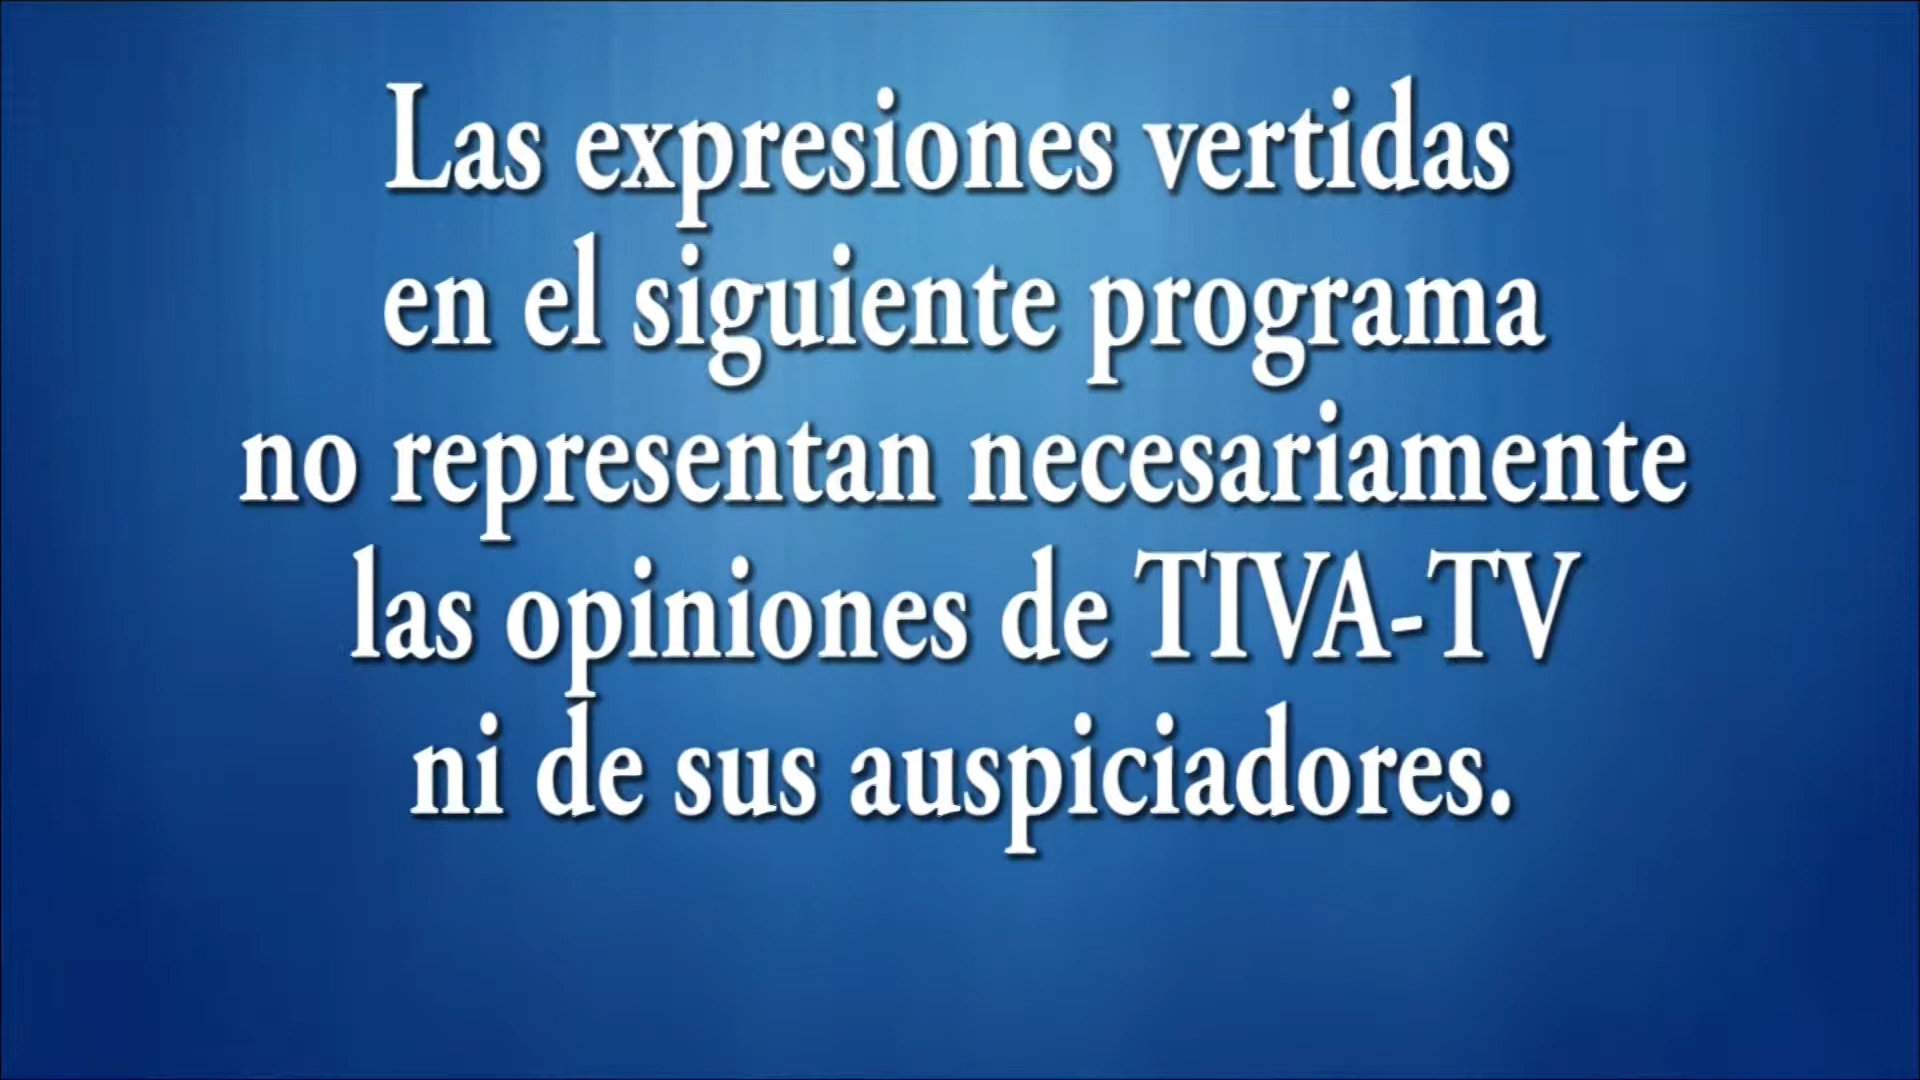 Las expresiones vertidas
en el siguiente programa
no representan necesariamente
las opiniones de TIVA-TV
ni de sus auspiciadores.